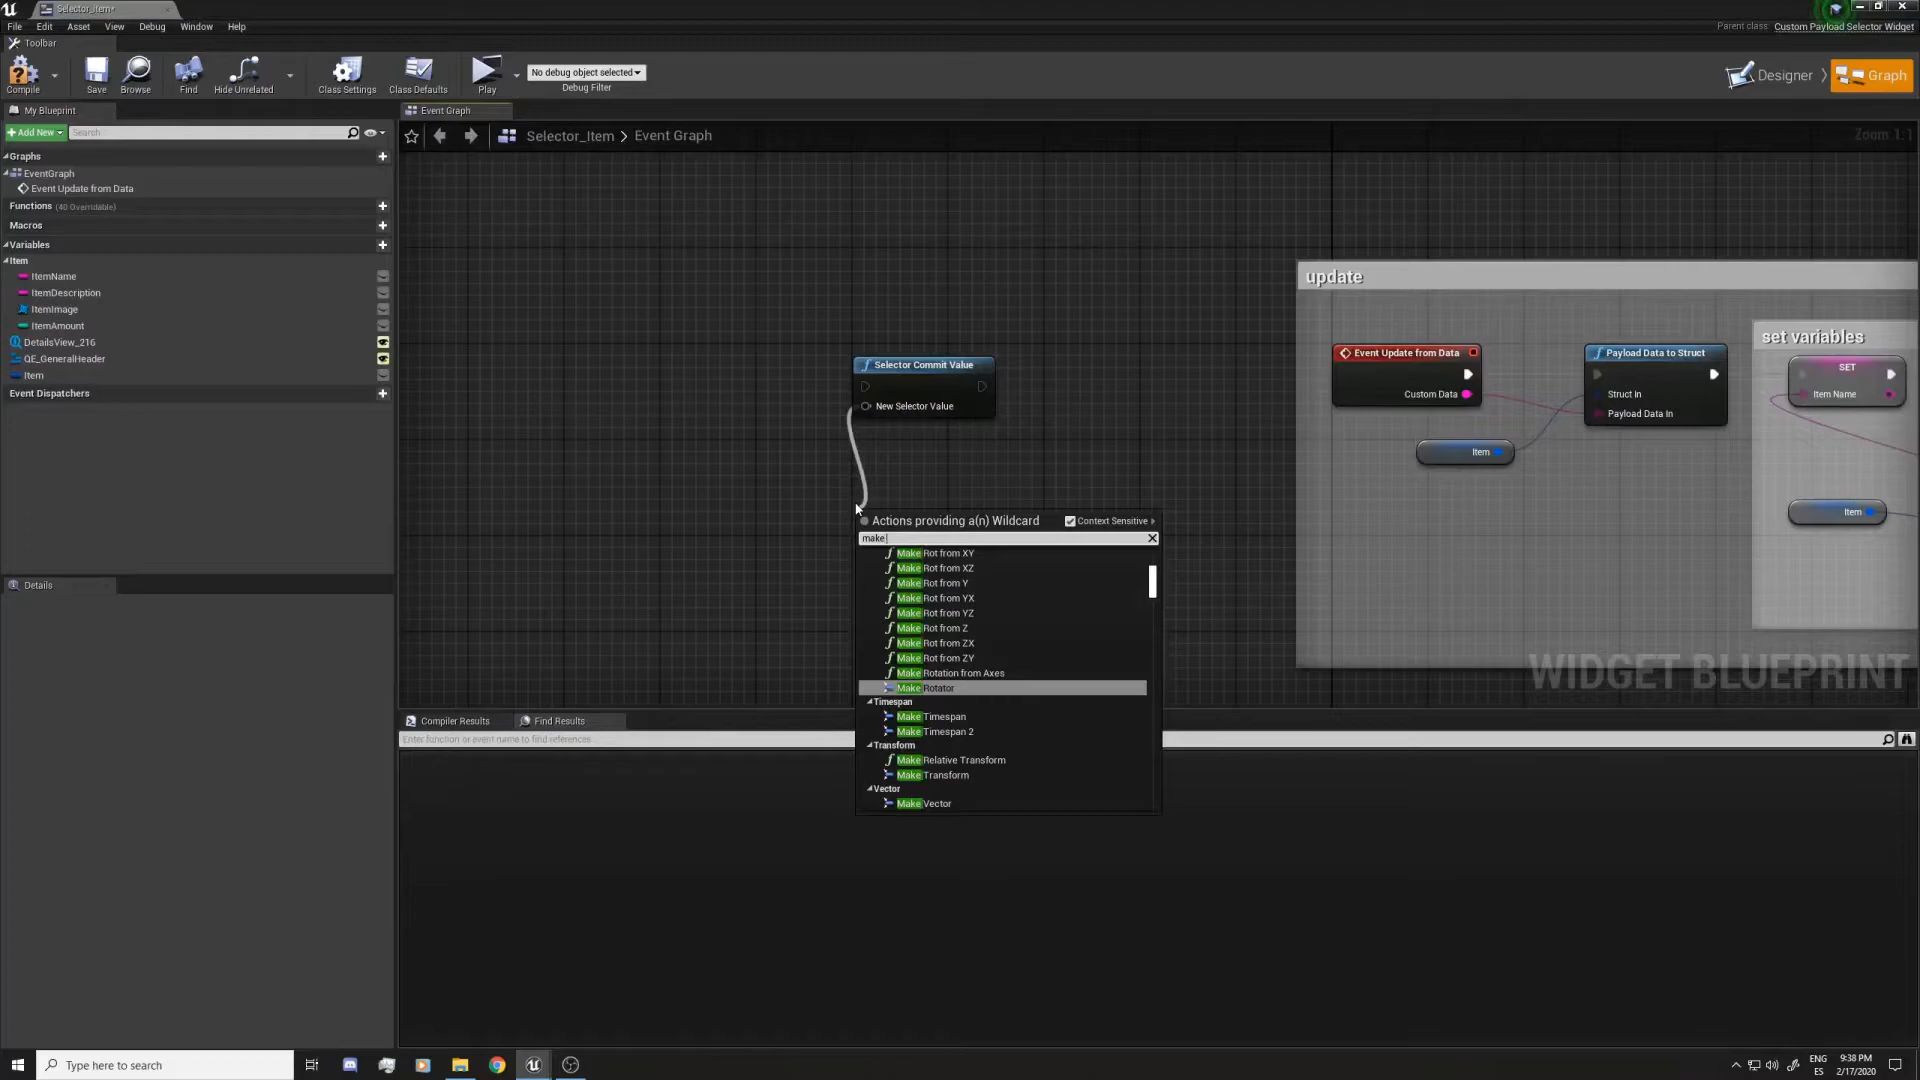 Selector_Item*
File Edit Asset View Debug Window Help
Parent class: Custom Payload Selector Widget
Toolbar
Compile Save Browse Find Hide Unrelated Class Settings Class Defaults Play
No debug object selected
Debug Filter
Designer Graph
My Blueprint
Event Graph
Add New Search
Selector_Item > Event Graph
Zoom 1:1
Graphs
EventGraph
Event Update from Data
Functions (40 Overridable)
Macros
Variables
Item
ItemName
ItemDescription
ItemImage
ItemAmount
DetailsView_216
QE_GeneralHeader
Item
Event Dispatchers
Details
Selector Commit Value
New Selector Value
update
Event Update from Data
Custom Data
Item
Payload Data to Struct
Struct In
Payload Data In
set variables
SET
Item Name
Item
WIDGET BLUEPRINT
Actions providing a(n) Wildcard Context Sensitive
make
Make Rot from XY
Make Rot from XZ
Make Rot from Y
Make Rot from YX
Make Rot from YZ
Make Rot from Z
Make Rot from ZX
Make Rot from ZY
Make Rotation from Axes
Make Rotator
Timespan
Make Timespan
Make Timespan 2
Transform
Make Relative Transform
Make Transform
Vector
Make Vector
Compiler Results Find Results
Enter function or event name to find references...
Type here to search
ENG
ES
9:38 PM
2/17/2020